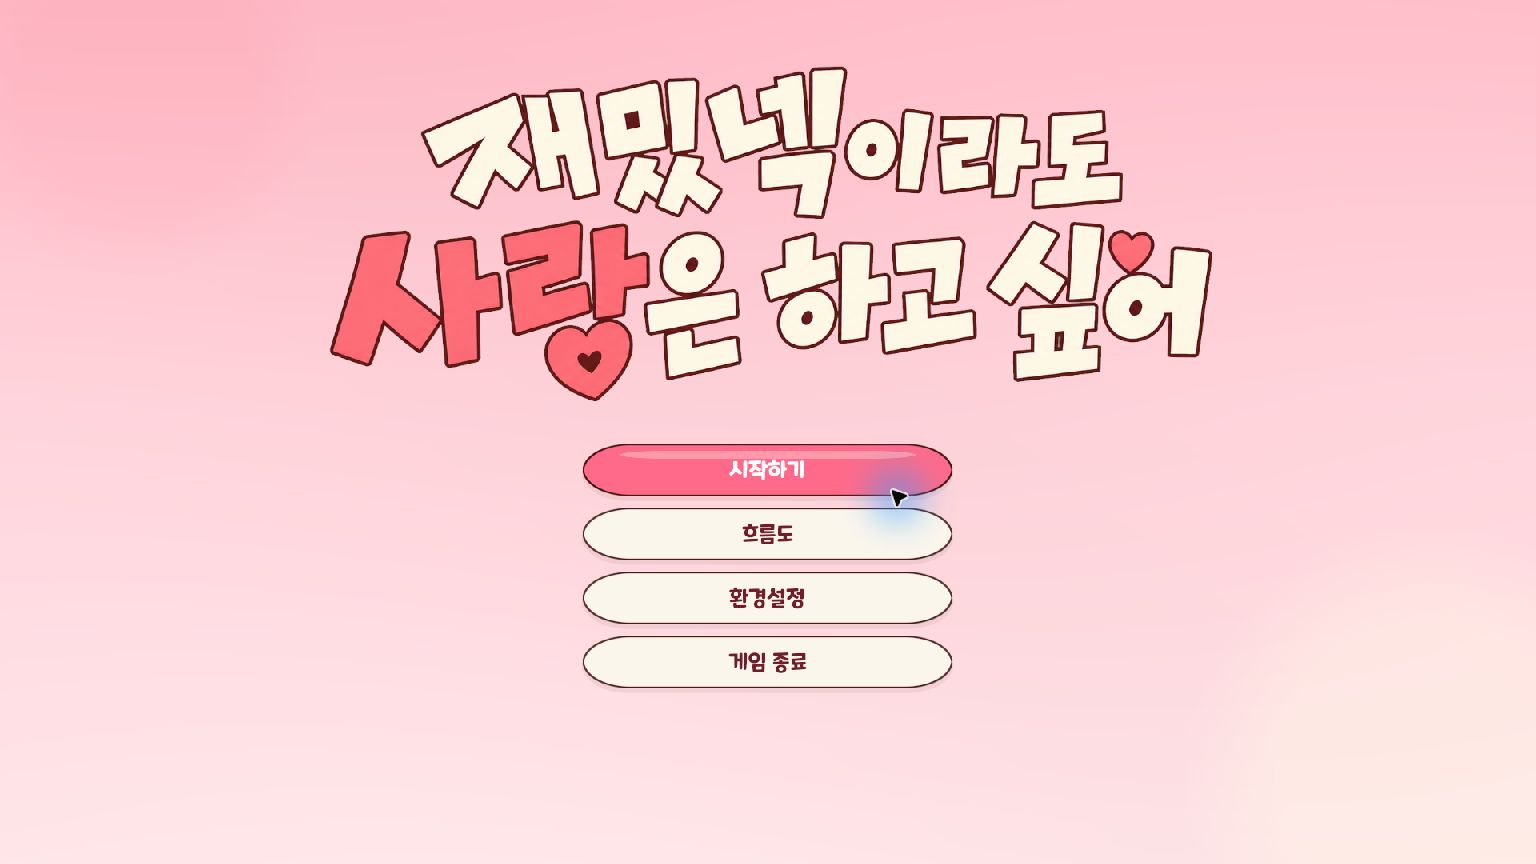 재밌넥이라도
사랑은 하고 싶어
시작하기
흐름도
환경설정
게임 종료